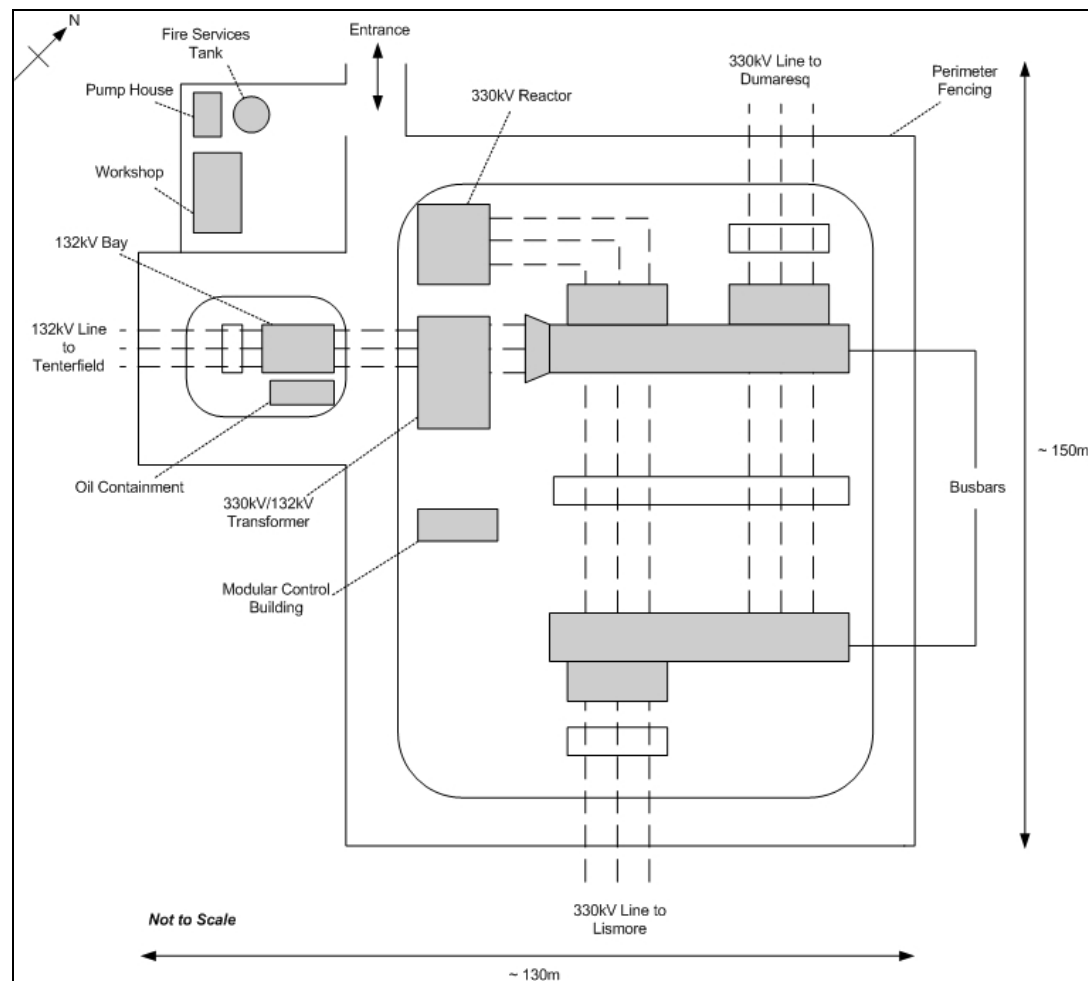 N
Fire Services
Tank
Entrance
Pump House
330kV Reactor
330kV Line to
Dumaresq
Perimeter
Fencing
Workshop
132kV Bay
132kV Line
to
Tenterfield
~ 150m
Oil Containment
330kV/132kV
Transformer
Busbars
Modular Control
Building
Not to Scale
330kV Line to
Lismore
~ 130m